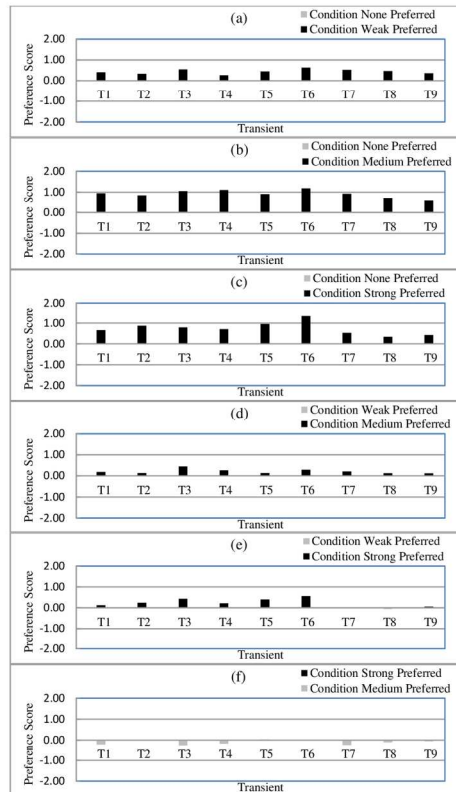 (a)
Condition None Preferred
Condition Weak Preferred
Preference Score
2.00
1.00
0.00
-1.00
-2.00
T1 T2 T3 T4 T5 T6 T7 T8 T9
Transient
(b)
Condition None Preferred
Condition Medium Preferred
Preference Score
2.00
1.00
0.00
-1.00
-2.00
T1 T2 T3 T4 T5 T6 T7 T8 T9
Transient
(c)
Condition None Preferred
Condition Strong Preferred
Preference Score
2.00
1.00
0.00
-1.00
-2.00
T1 T2 T3 T4 T5 T6 T7 T8 T9
Transient
(d)
Condition Weak Preferred
Condition Medium Preferred
Preference Score
2.00
1.00
0.00
-1.00
-2.00
T1 T2 T3 T4 T5 T6 T7 T8 T9
Transient
(e)
Condition Weak Preferred
Condition Strong Preferred
Preference Score
2.00
1.00
0.00
-1.00
-2.00
T1 T2 T3 T4 T5 T6 T7 T8 T9
Transient
(f)
Condition Strong Preferred
Condition Medium Preferred
Preference Score
2.00
1.00
0.00
-1.00
-2.00
T1 T2 T3 T4 T5 T6 T7 T8 T9
Transient